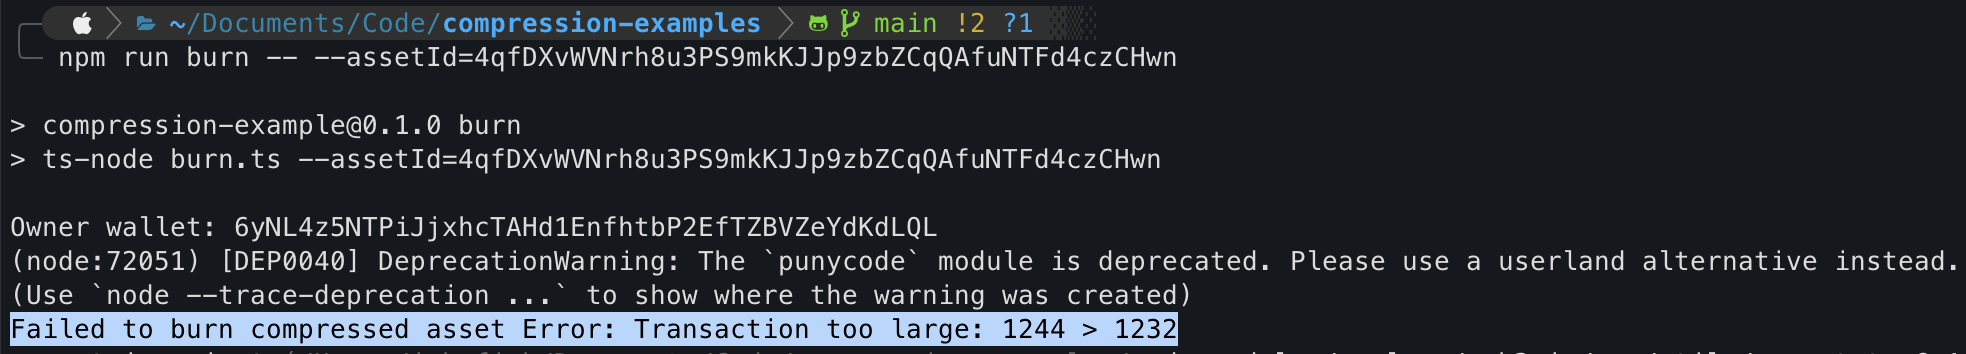 ~/Documents/Code/compression-examples main !2 ?1
npm run burn -- --assetId=4qfDXvWVNrh8u3PS9mkKJJp9zbZCqQAfuNTFd4czCHwn
> compression-example@0.1.0 burn
> ts-node burn.ts --assetId=4qfDXvWVNrh8u3PS9mkKJJp9zbZCqQAfuNTFd4czCHwn
Owner wallet: 6yNL4z5NTPiJjxhcTAHd1EnfhtbP2EfTZBVZeYdKdLQL
(node:72051) [DEP0040] DeprecationWarning: The `punycode` module is deprecated. Please use a userland alternative instead.
(Use `node --trace-deprecation ...` to show where the warning was created)
Failed to burn compressed asset Error: Transaction too large: 1244 > 1232